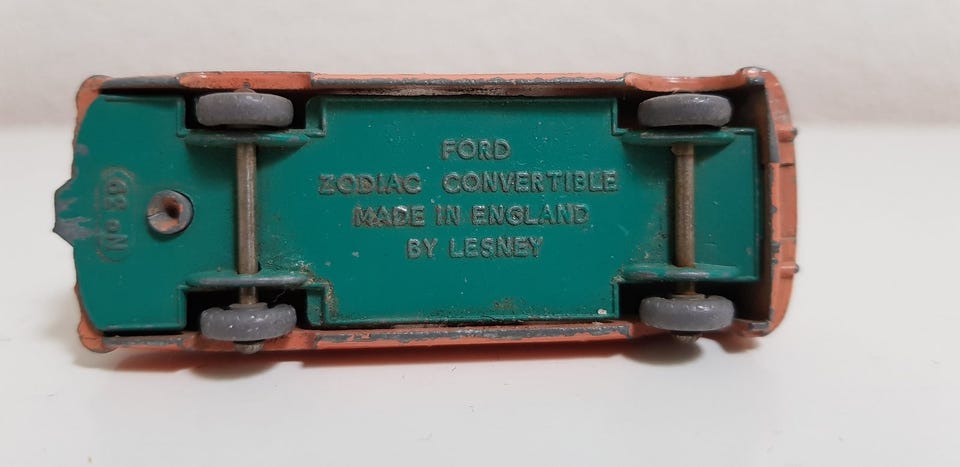 FORD
ZODIAC CONVERTIBLE
MADE IN ENGLAND
BY LESNEY
No 39